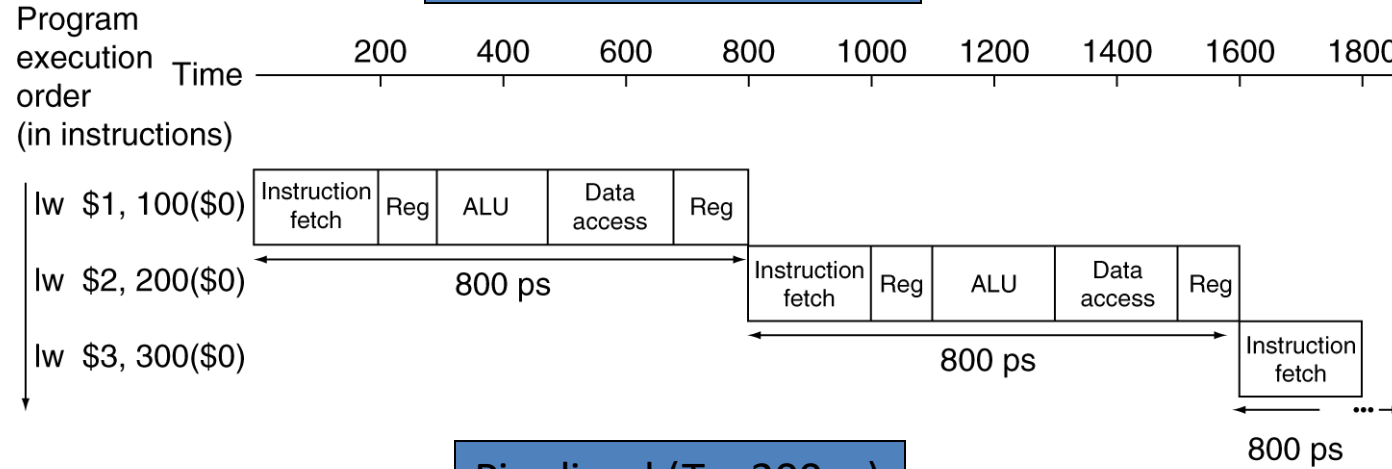 Program
execution
order
(in instructions)
Time
200 400 600 800 1000 1200 1400 1600
lw $1, 100($0)
Instruction
fetch
Reg
ALU
Data
access
Reg
800 ps
lw $2, 200($0)
Instruction
fetch
Reg
ALU
Data
access
Reg
800 ps
lw $3, 300($0)
Instruction
fetch
...
800 ps